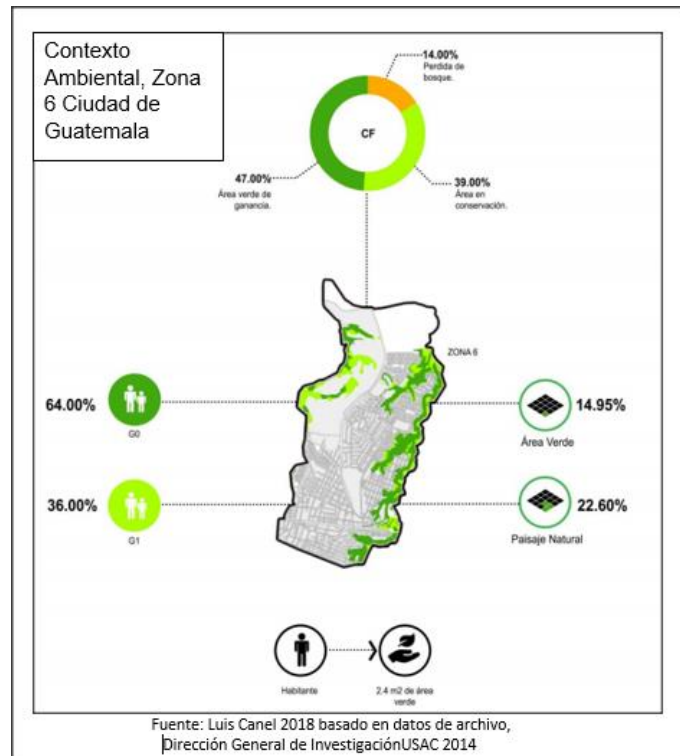 Contexto
Ambiental, Zona
6 Ciudad de
Guatemala
14.00%
Perdida de
bosque.
CF
47.00%
Área verde de
ganancia.
39.00%
Área en
conservación.
ZONA 6
64.00%
G0
14.95%
Área Verde
36.00%
G1
22.60%
Paisaje Natural
Habitante
2.4 m2 de área
verde
Fuente: Luis Canel 2018 basado en datos de archivo,
Dirección General de InvestigaciónUSAC 2014